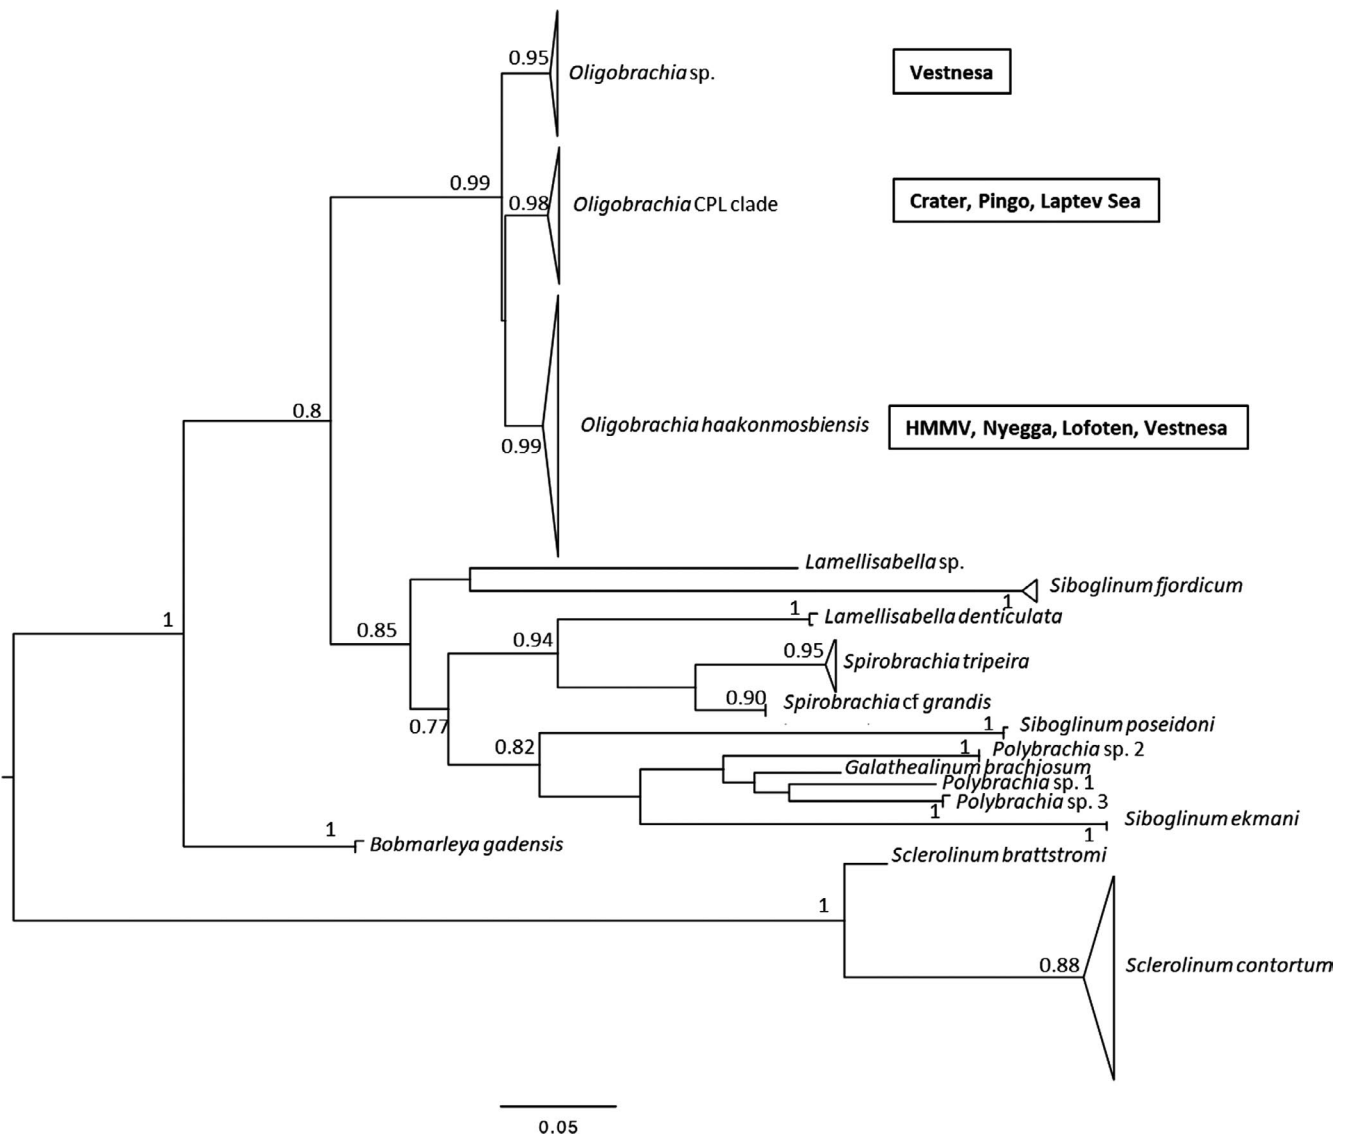 0.95
Oligobrachia sp.
Vestnesa
0.99
0.98
Oligobrachia CPL clade
Crater, Pingo, Laptev Sea
0.8
Oligobrachia haakonmosbiensis
HMMV, Nyegga, Lofoten, Vestnesa
0.99
Lamellisabella sp.
Siboglinum fjordicum
1
1
Lamellisabella denticulata
1
0.85
0.94
0.95
Spirobrachia tripeira
0.90
Spirobrachia cf grandis
0.77
1
Siboglinum poseidoni
0.82
1
Polybrachia sp. 2
Galathealinum brachiosum
Polybrachia sp. 1
Polybrachia sp. 3
1
Siboglinum ekmani
1
1
Bobmarleya gadensis
Sclerolinum brattstromi
1
0.88
Sclerolinum contortum
0.05